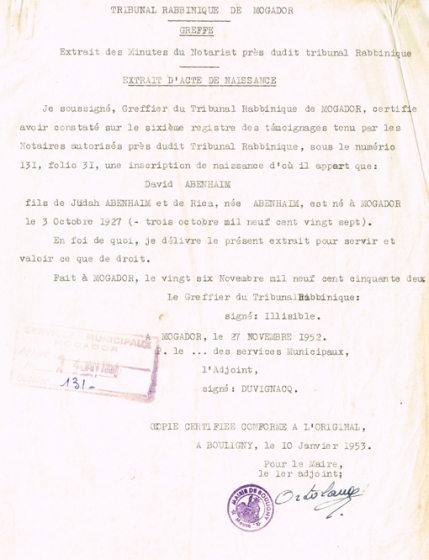 TRIBUNAL RABBINIQUE DE MOGADOR
GREFFE
Extrait des Minutes du Notariat près dudit tribunal Rabbinique
EXTRAIT D'ACTE DE NAISSANCE
Je soussigné, Greffier du Tribunal Rabbinique de MOGADOR, certifie
avoir constaté sur le sixième registre des témoignages tenu par les
Notaires autorisés près dudit Tribunal Rabbinique, sous le numéro
131, folio 31, une inscription de naissance d'où il appert que:
David ABENHAIM
fils de Judah ABENHAIM et de Rica, née ABENHAIM, est né à MOGADOR
le 3 Octobre 1927 (- trois octobre mil neuf cent vingt sept).
En foi de quoi, je délivre le présent extrait pour servir et
valoir ce que de droit.
Fait à MOGADOR, le vingt six Novembre mil neuf cent cinquante deux
Le Greffier du Tribunal Rabbinique:
signé: Illisible.
A MOGADOR, le 27 NOVEMBRE 1952.
P. le ... des services Municipaux,
l'Adjoint,
signé: DUVIGNACQ.
SERVICES MUNICIPAUX
MOGADOR
131.-
COPIE CERTIFIEE CONFORME A L'ORIGINAL,
A BOULIGNY, le 10 Janvier 1953.
Pour le Maire,
le 1er adjoint;
MAIRIE DE BOULIGNY